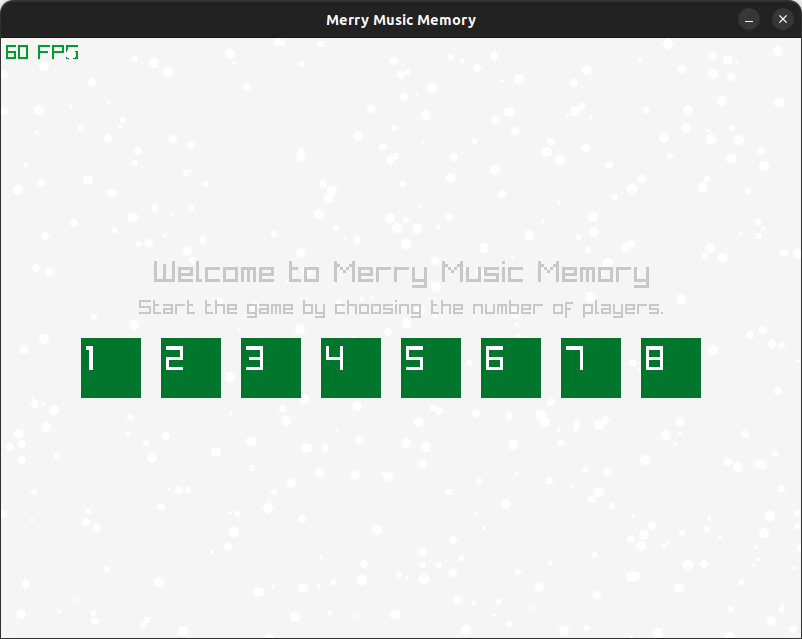 Merry Music Memory
60 FPS
Welcome to Merry Music Memory
Start the game by choosing the number of players.
1 2 3 4 5 6 7 8